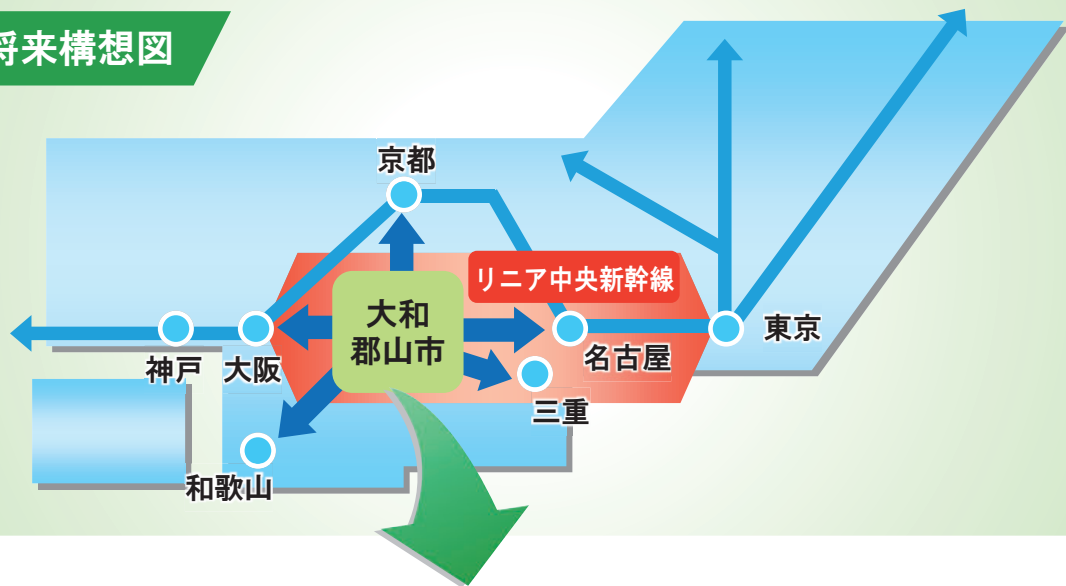 将来構想図
京都
リニア中央新幹線
大和
郡山市
東京
名古屋
神戸
大阪
三重
和歌山